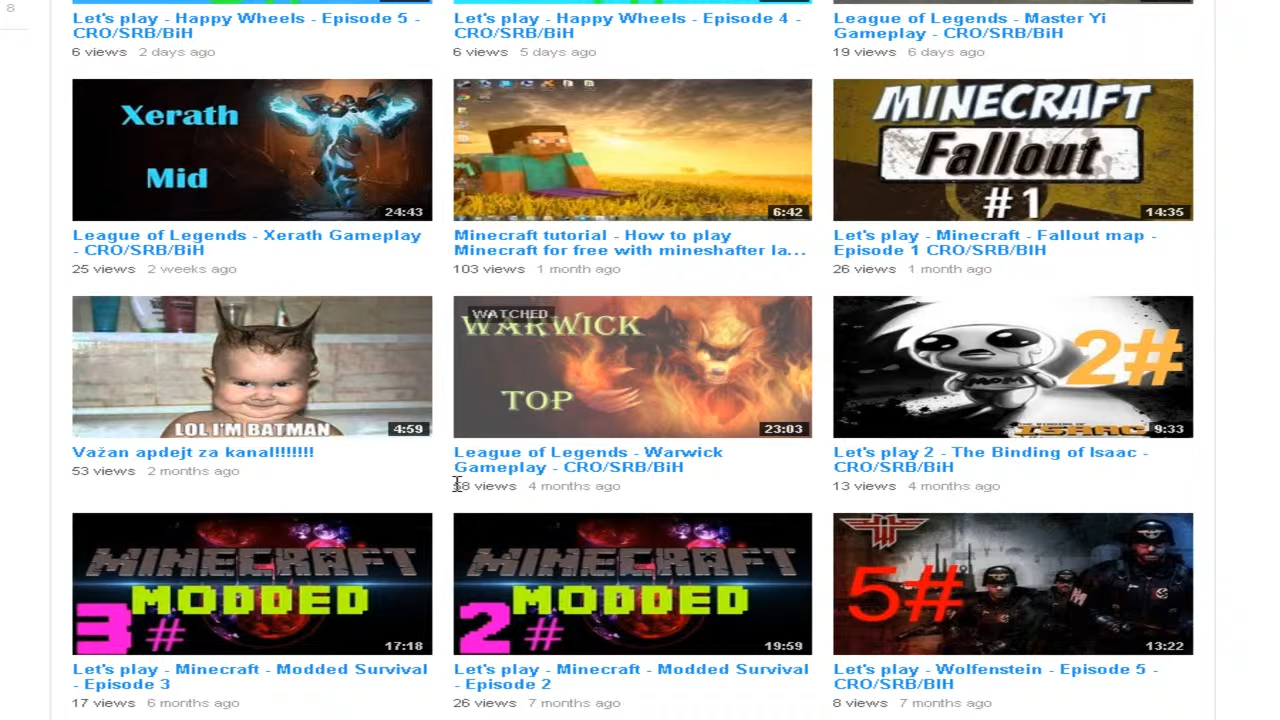 8
Let's play - Happy Wheels - Episode 5 -
CRO/SRB/BiH
6 views 2 days ago
Let's play - Happy Wheels - Episode 4 -
CRO/SRB/BiH
6 views 5 days ago
League of Legends - Master Yi
Gameplay - CRO/SRB/BiH
19 views 6 days ago
Xerath
Mid
24:43
League of Legends - Xerath Gameplay
- CRO/SRB/BiH
25 views 2 weeks ago
6:42
Minecraft tutorial - How to play
Minecraft for free with mineshafter la...
103 views 1 month ago
MINECRAFT
Fallout
#1
14:35
Let's play - Minecraft - Fallout map -
Episode 1 CRO/SRB/BIH
26 views 1 month ago
LOL I'M BATMAN
4:59
Važan apdejt za kanal!!!!!!!
53 views 2 months ago
WATCHED
WARWICK
TOP
23:03
League of Legends - Warwick
Gameplay - CRO/SRB/BiH
views 4 months ago
2#
MOM
ISAAC
9:33
Let's play 2 - The Binding of Isaac -
CRO/SRB/BiH
13 views 4 months ago
MINECRAFT
MODDED
3#
17:18
Let's play - Minecraft - Modded Survival
- Episode 3
17 views 6 months ago
MINECRAFT
MODDED
2#
19:59
Let's play - Minecraft - Modded Survival
- Episode 2
26 views 7 months ago
5#
13:22
Let's play - Wolfenstein - Episode 5 -
CRO/SRB/BIH
8 views 7 months ago